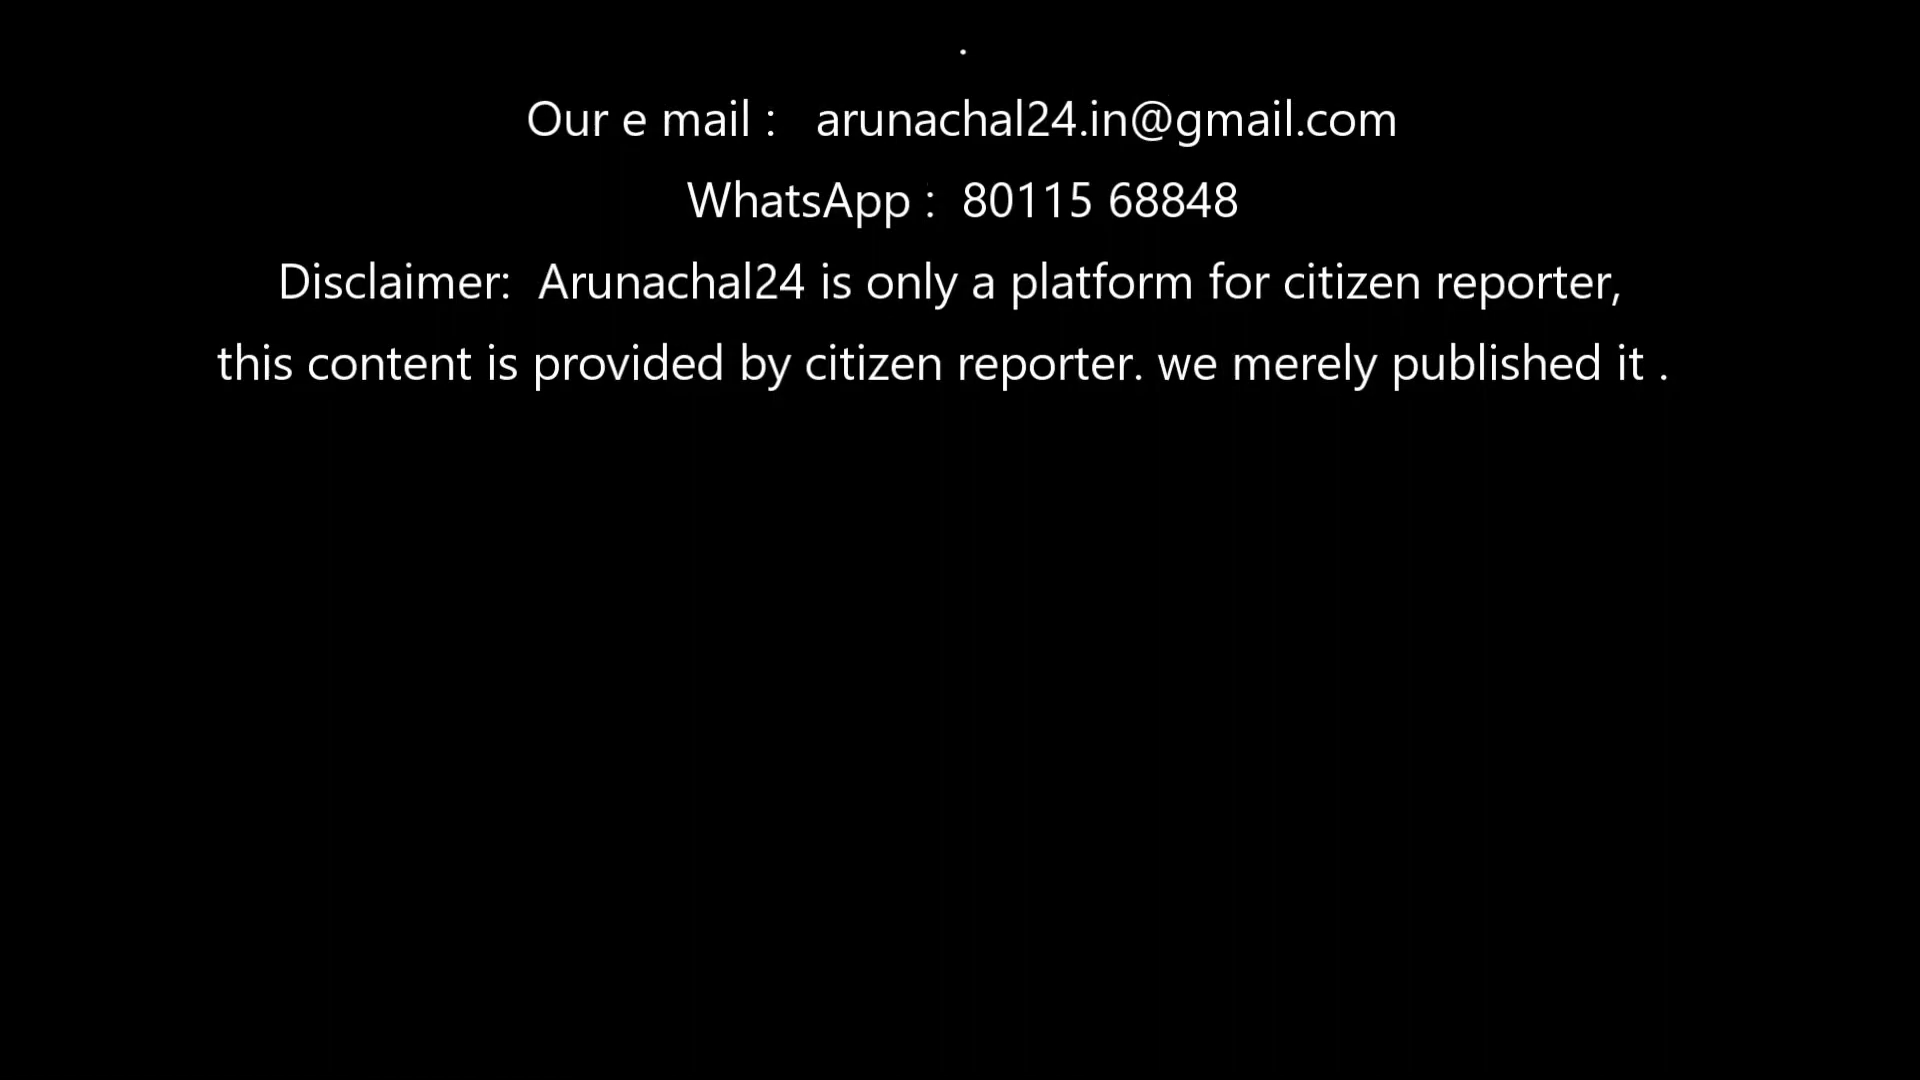 .
Our e mail :   arunachal24.in@gmail.com
WhatsApp :  80115 68848
Disclaimer:  Arunachal24 is only a platform for citizen reporter,
this content is provided by citizen reporter. we merely published it .